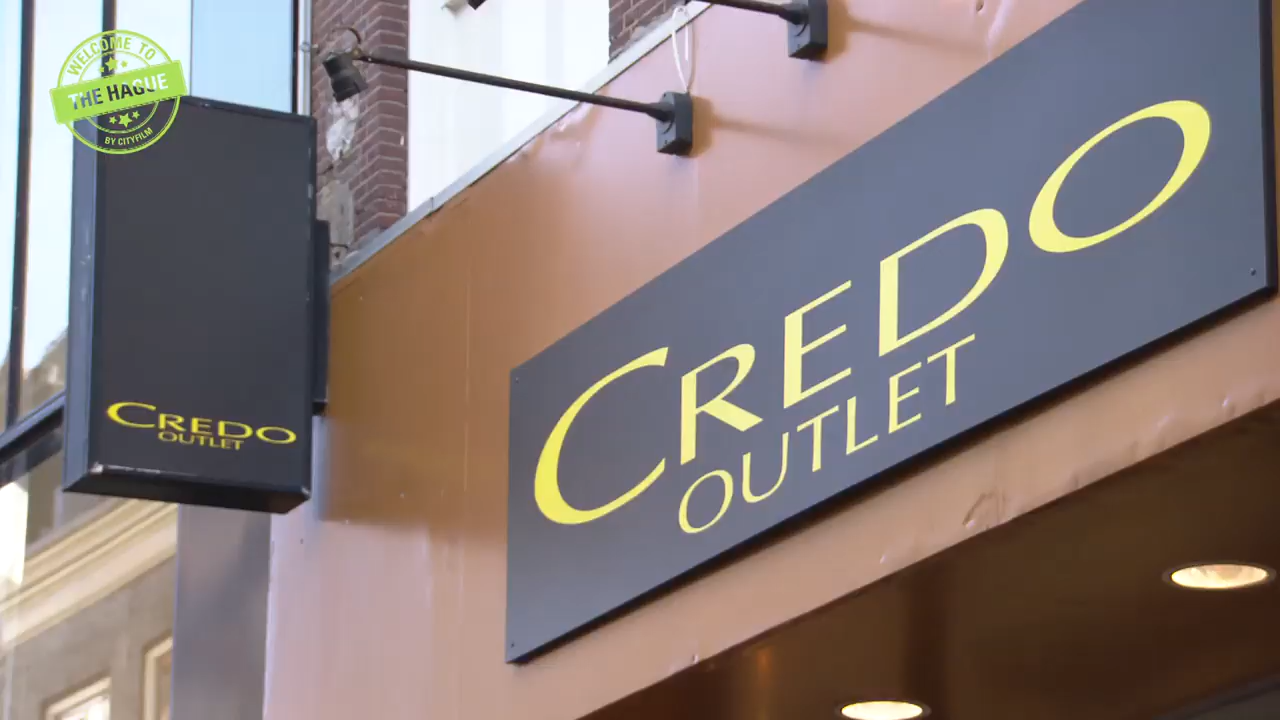 WELCOME TO
THE HAGUE
BY CITYFILM
CREDO
OUTLET
CREDO
OUTLET